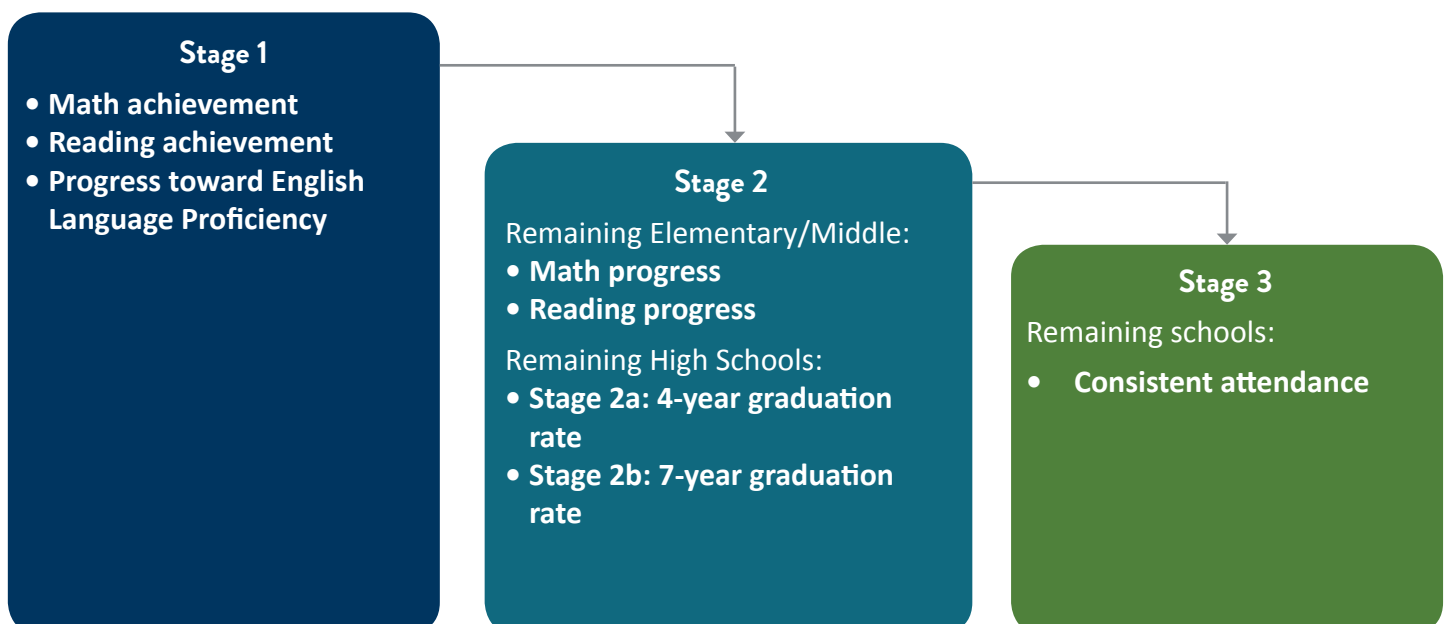 Stage 1
• Math achievement
• Reading achievement
• Progress toward English
Language Proficiency
Stage 2
Remaining Elementary/Middle:
• Math progress
• Reading progress
Remaining High Schools:
• Stage 2a: 4-year graduation
rate
• Stage 2b: 7-year graduation
rate
Stage 3
Remaining schools:
• Consistent attendance